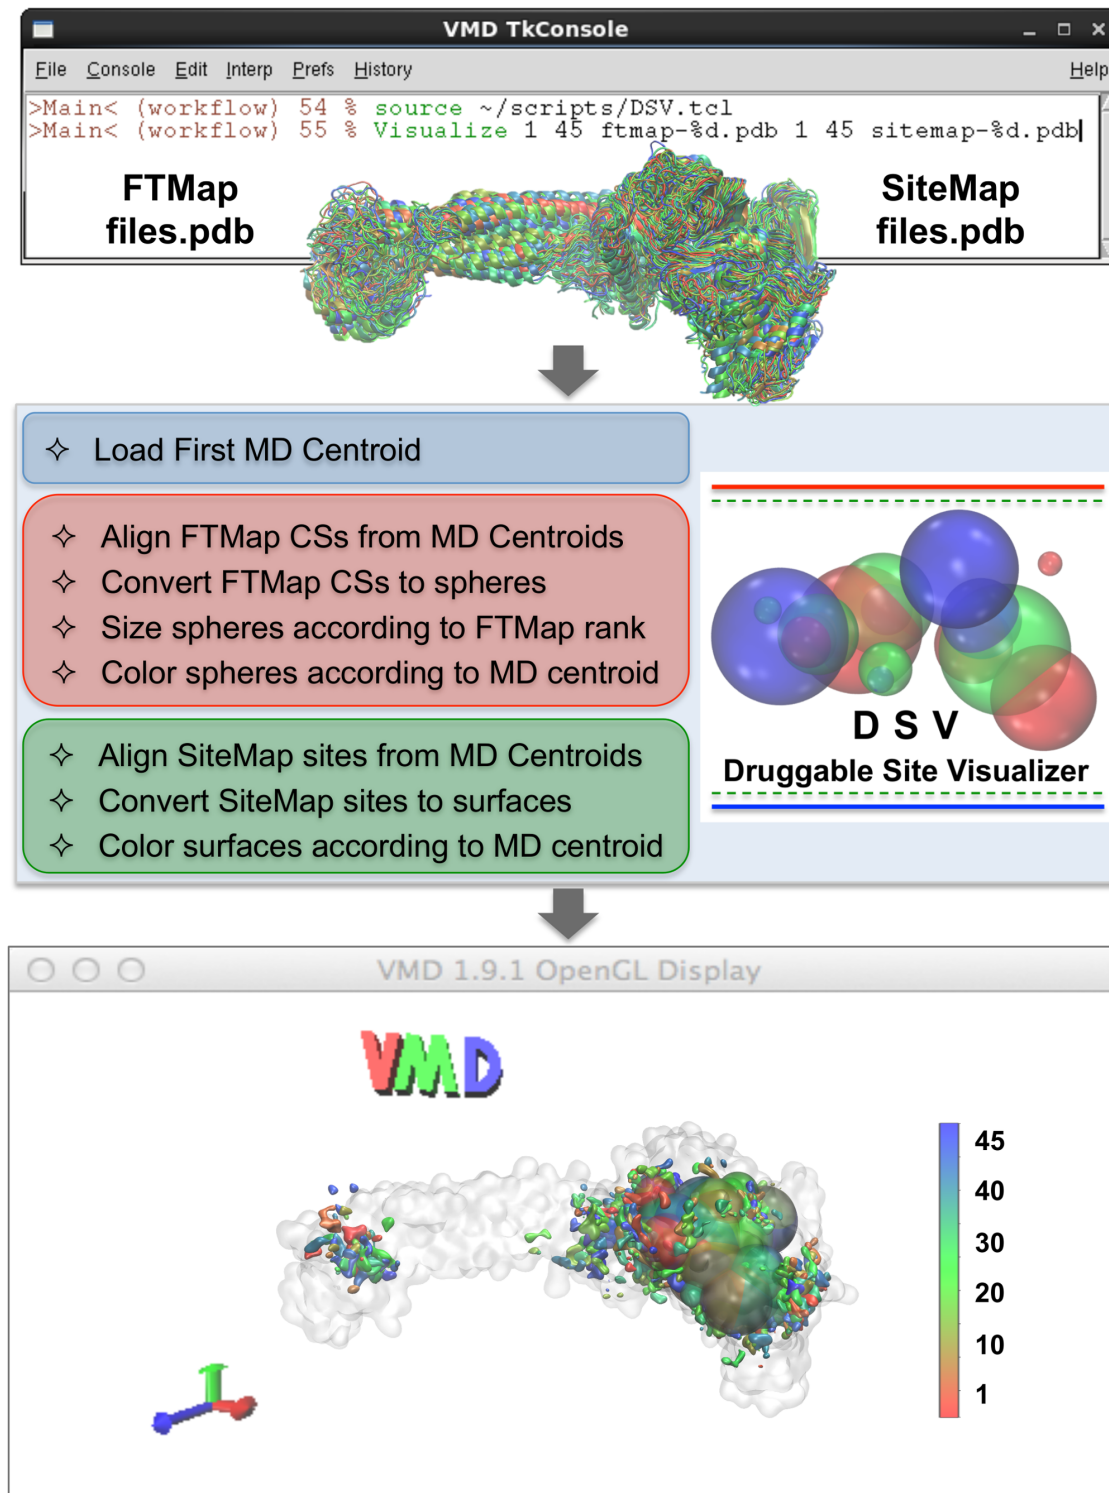 VMD TkConsole
File Console Edit Interp Prefs History Help
>Main< (workflow) 54 % source ~/scripts/DSV.tcl
>Main< (workflow) 55 % Visualize 1 45 ftmap-%d.pdb 1 45 sitemap-%d.pdb
FTMap
files.pdb
SiteMap
files.pdb
✧ Load First MD Centroid
✧ Align FTMap CSs from MD Centroids
✧ Convert FTMap CSs to spheres
✧ Size spheres according to FTMap rank
✧ Color spheres according to MD centroid
✧ Align SiteMap sites from MD Centroids
✧ Convert SiteMap sites to surfaces
✧ Color surfaces according to MD centroid
D S V
Druggable Site Visualizer
VMD 1.9.1 OpenGL Display
VMD
45
40
30
20
10
1